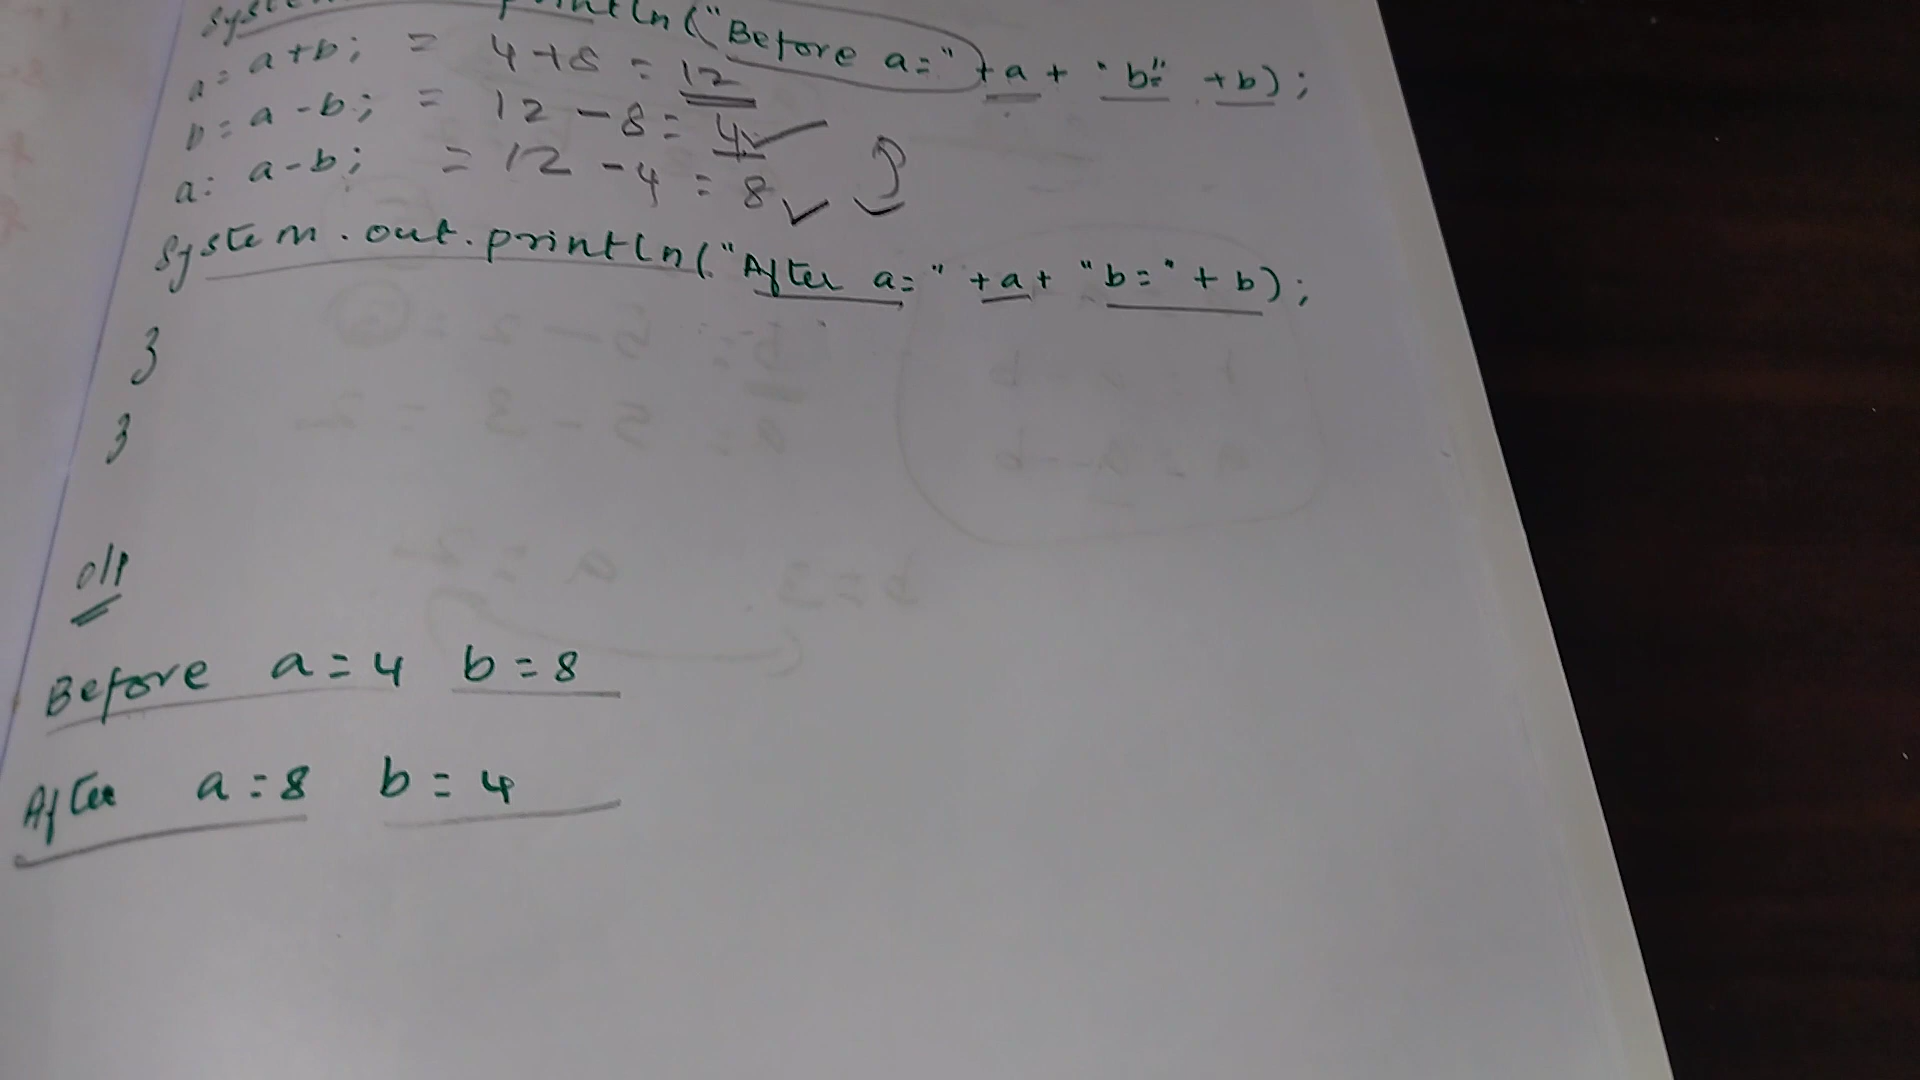 System println("Before a=" +a + "b=" +b);
a= a+b; = 4+8 = 12
b= a-b; = 12 - 8 = 4
a= a-b; = 12 - 4 = 8
System.out.println("After a=" +a+ "b=" + b);
}
}
o/p
Before a=4 b=8
After a=8 b=4